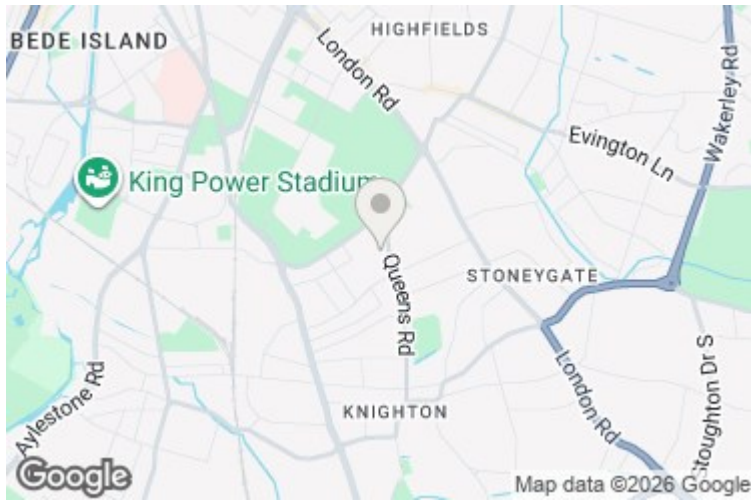 HIGHFIELDS
BEDE ISLAND
London Rd
Wakerley Rd
Evington Ln
King Power Stadium
Queens Rd
STONEYGATE
Aylestone Rd
KNIGHTON
London Rd
Stoughton Dr S
Google
Map data ©2026 Google